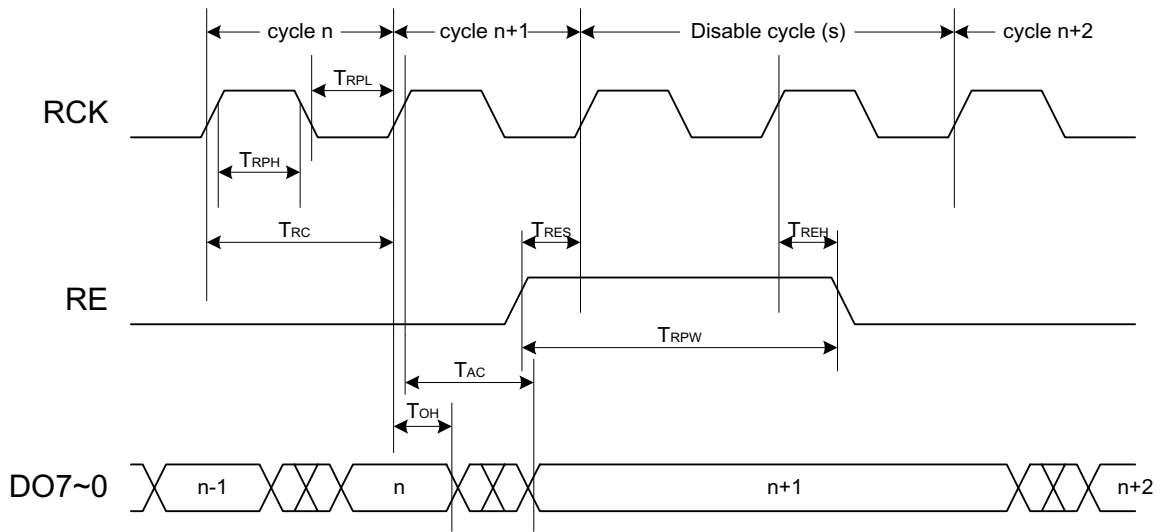 cycle n cycle n+1 Disable cycle (s) cycle n+2
TRPL
RCK
TRPH
TRC TRES TREH
RE
TRPW
TAC
TOH
DO7~0 n-1 n n+1 n+2